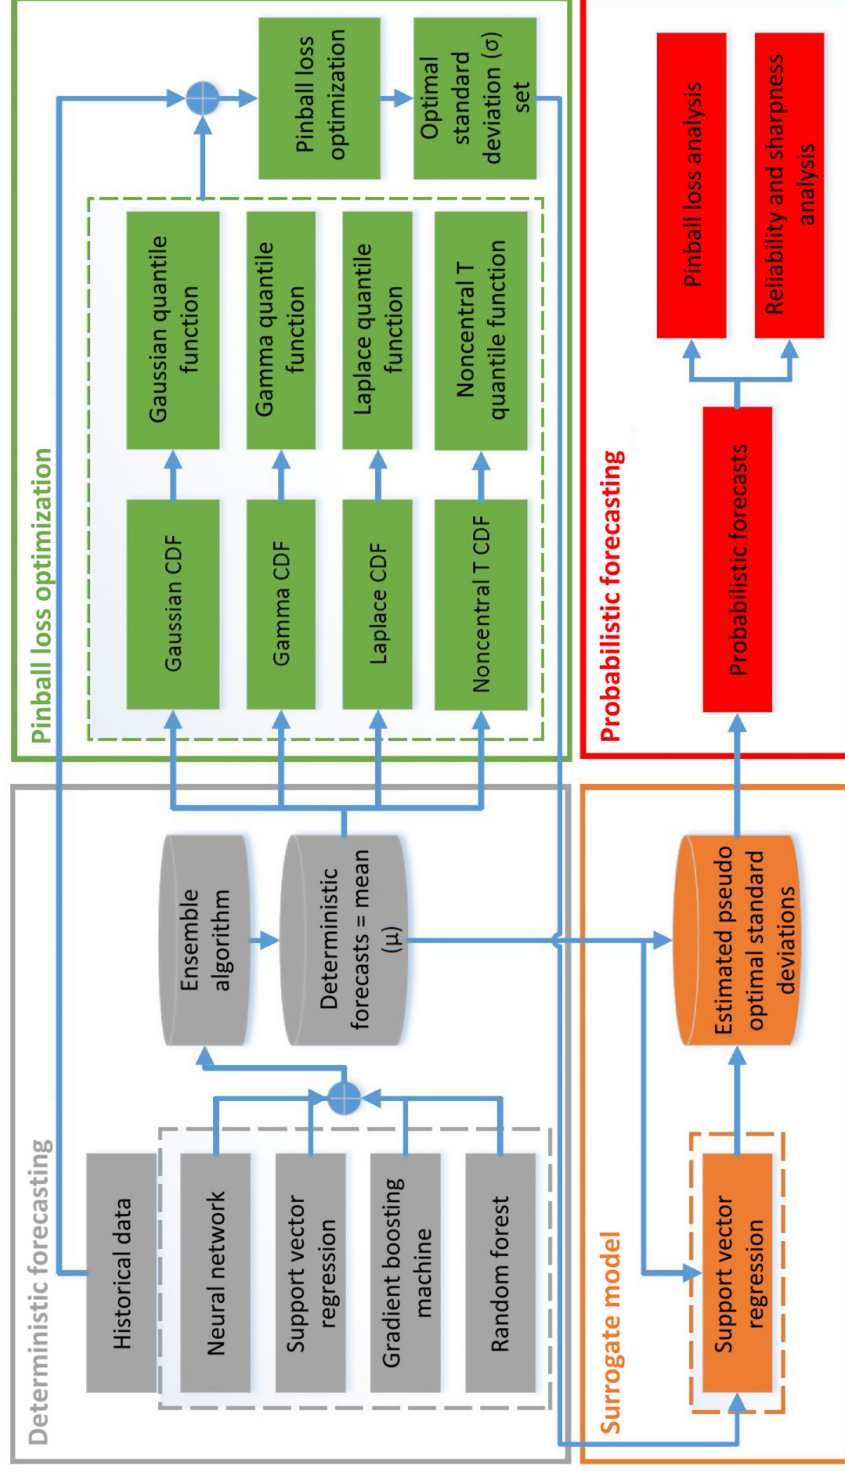 Deterministic forecasting
Historical data
Neural network
Support vector
regression
Gradient boosting
machine
Random forest
Ensemble
algorithm
Deterministic
forecasts = mean
(μ)
Pinball loss optimization
Gaussian CDF
Gamma CDF
Laplace CDF
Noncentral T CDF
Gaussian quantile
function
Gamma quantile
function
Laplace quantile
function
Noncentral T
quantile function
Pinball loss
optimization
Optimal
standard
deviation (σ)
set
Surrogate model
Support vector
regression
Estimated pseudo
optimal standard
deviations
Probabilistic forecasting
Probabilistic forecasts
Pinball loss analysis
Reliability and sharpness
analysis